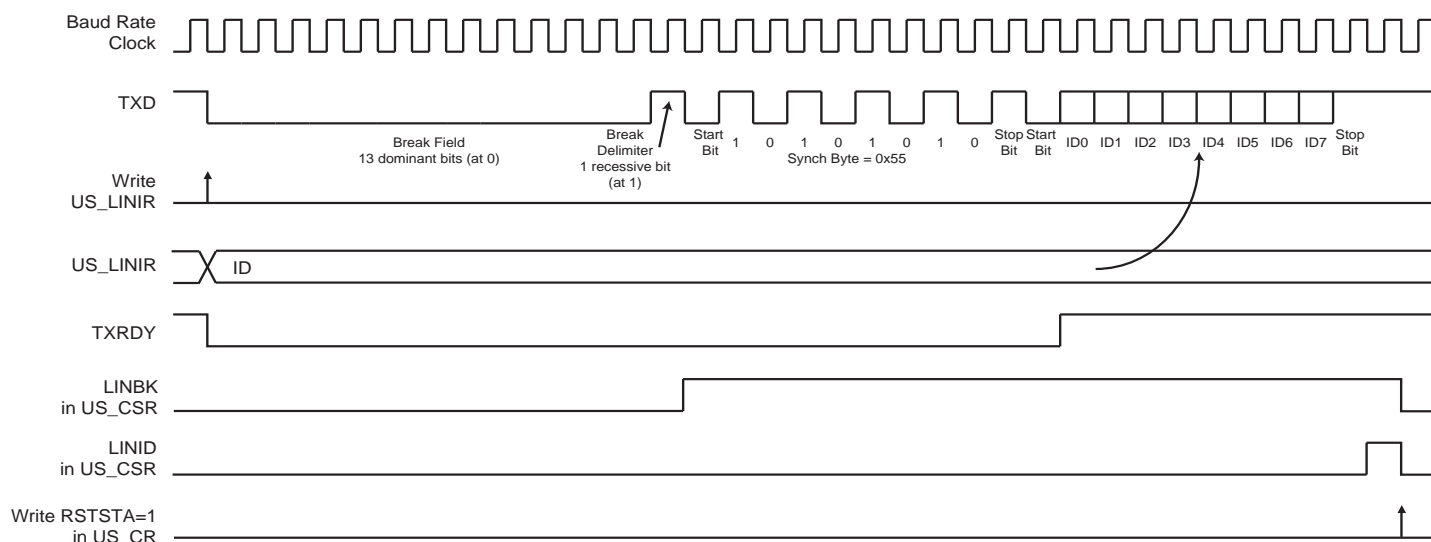 Baud Rate
Clock
TXD
Break Field
13 dominant bits (at 0)
Break
Delimiter
1 recessive bit
(at 1)
Start
Bit
1 0 1 0 1 0 1 0
Synch Byte = 0x55
Stop
Bit
Start
Bit
ID0 ID1 ID2 ID3 ID4 ID5 ID6 ID7
Stop
Bit
Write
US_LINIR
US_LINIR
ID
TXRDY
LINBK
in US_CSR
LINID
in US_CSR
Write RSTSTA=1
in US_CR